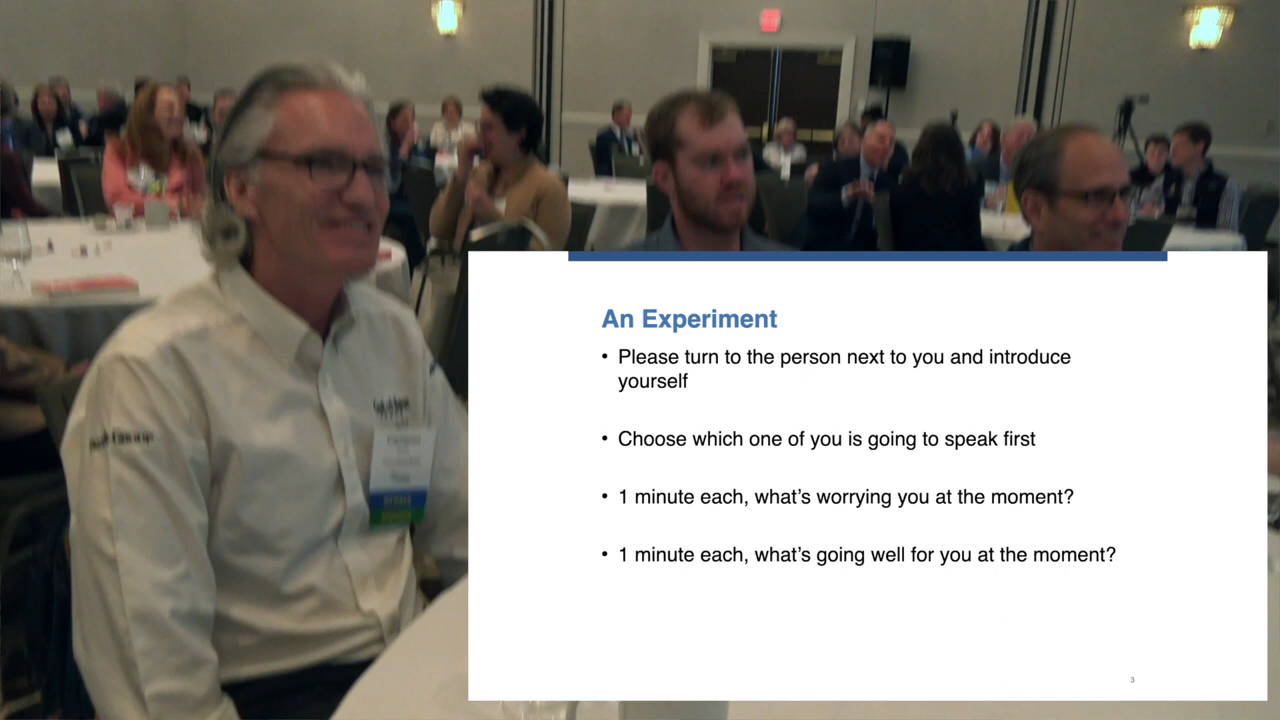 An Experiment
• Please turn to the person next to you and introduce
yourself
• Choose which one of you is going to speak first
• 1 minute each, what’s worrying you at the moment?
• 1 minute each, what’s going well for you at the moment?
3